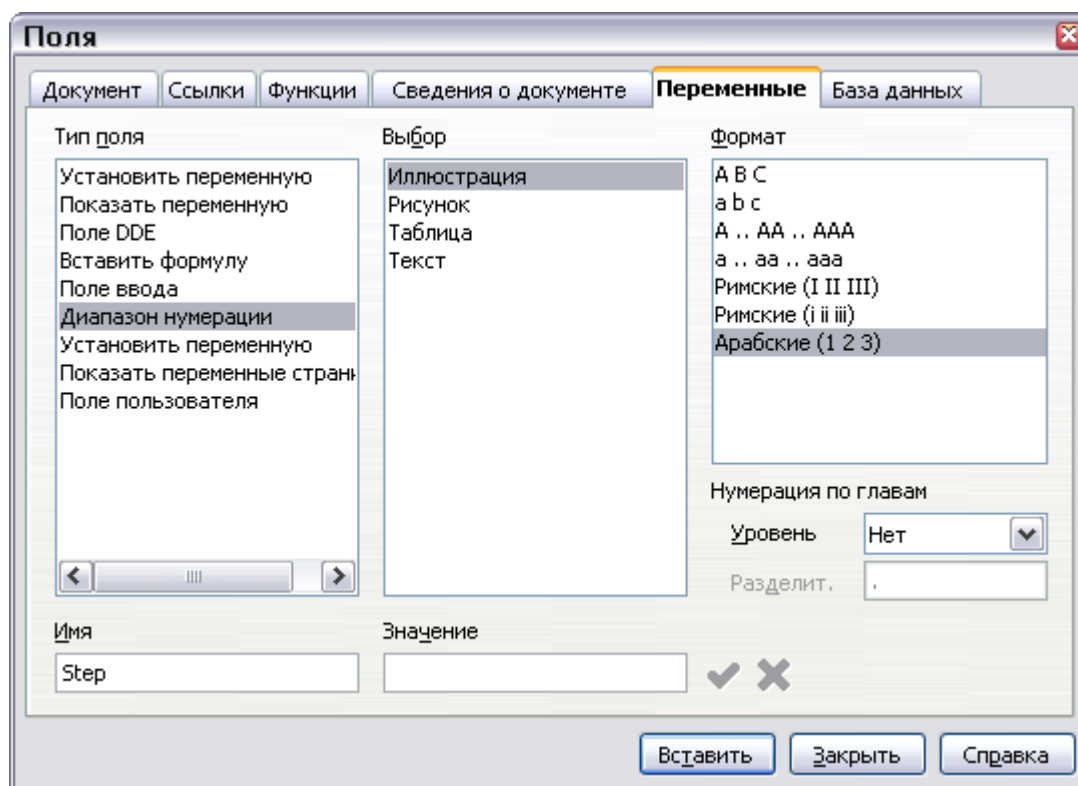 Поля
Документ Ссылки Функции Сведения о документе Переменные База данных
Тип поля
Установить переменную
Показать переменную
Поле DDE
Вставить формулу
Поле ввода
Диапазон нумерации
Установить переменную
Показать переменные страни
Поле пользователя
Выбор
Иллюстрация
Рисунок
Таблица
Текст
Формат
A B C
a b c
A .. AA .. AAA
a .. aa .. aaa
Римские (I II III)
Римские (i ii iii)
Арабские (1 2 3)
Нумерация по главам
Уровень Нет
Разделит. .
Имя
Step
Значение
Вставить Закрыть Справка